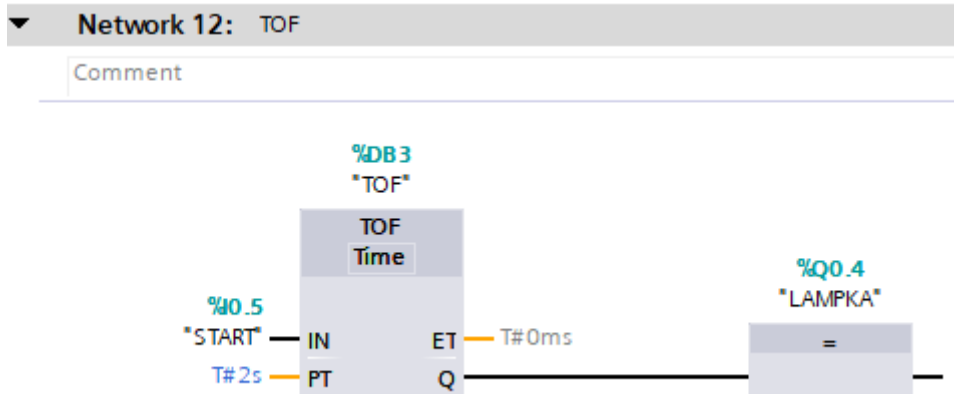 Network 12: TOF
Comment
%DB3
"TOF"
TOF
Time
%I0.5
"START"
IN
ET
T#0ms
T#2s
PT
Q
%Q0.4
"LAMPKA"
=